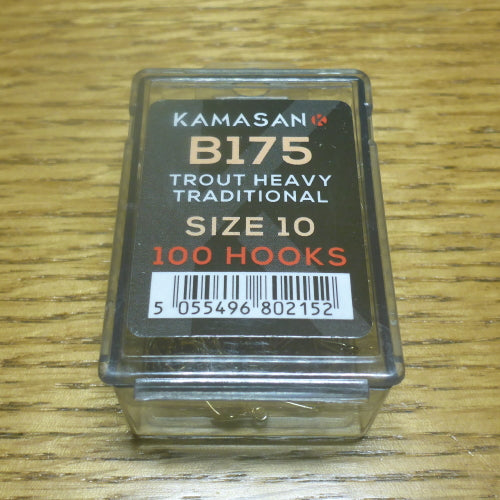 KAMASAN K
B175
TROUT HEAVY
TRADITIONAL
SIZE 10
100 HOOKS
5 055496 802152